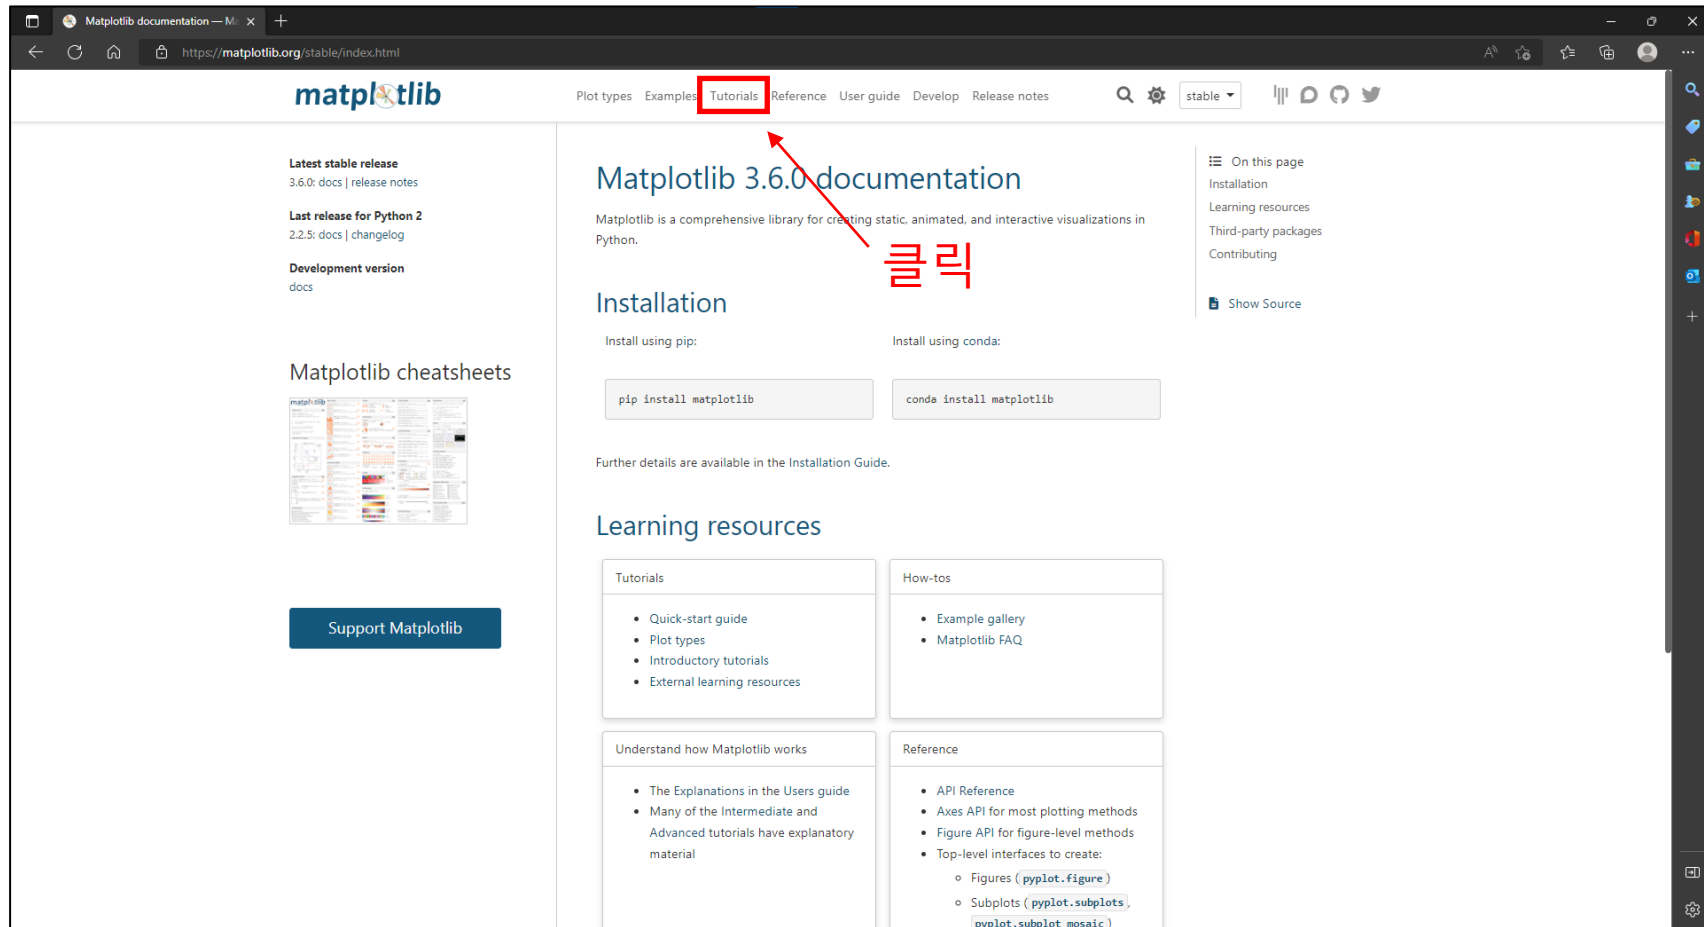 Matplotlib documentation — Ma
https://matplotlib.org/stable/index.html
matplotlib
Plot types Examples Tutorials Reference User guide Develop Release notes
stable
Latest stable release
3.6.0: docs | release notes
Last release for Python 2
2.2.5: docs | changelog
Development version
docs
Matplotlib cheatsheets
Support Matplotlib
Matplotlib 3.6.0 documentation
Matplotlib is a comprehensive library for creating static, animated, and interactive visualizations in
Python.
클릭
Installation
Install using pip:
Install using conda:
pip install matplotlib
conda install matplotlib
Further details are available in the Installation Guide.
Learning resources
Tutorials
Quick-start guide
Plot types
Introductory tutorials
External learning resources
How-tos
Example gallery
Matplotlib FAQ
Understand how Matplotlib works
The Explanations in the Users guide
Many of the Intermediate and
Advanced tutorials have explanatory
material
Reference
API Reference
Axes API for most plotting methods
Figure API for figure-level methods
Top-level interfaces to create:
Figures (pyplot.figure)
Subplots (pyplot.subplots,
pyplot.subplot_mosaic)
On this page
Installation
Learning resources
Third-party packages
Contributing
Show Source